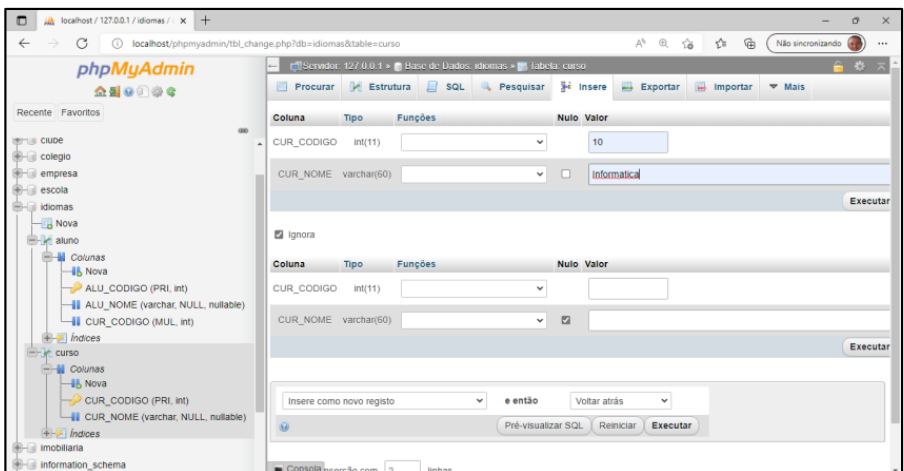 localhost / 127.0.0.1 / idiomas /
localhost/phpmyadmin/tbl_change.php?db=idiomas&table=curso
Não sincronizando
phpMyAdmin
Recente Favoritos
clube
colegio
empresa
escola
idiomas
Nova
aluno
Colunas
Nova
ALU_CODIGO (PRI, int)
ALU_NOME (varchar, NULL, nullable)
CUR_CODIGO (MUL, int)
Índices
curso
Colunas
Nova
CUR_CODIGO (PRI, int)
CUR_NOME (varchar, NULL, nullable)
Índices
imobiliaria
information_schema
Servidor: 127.0.0.1 » Base de Dados: idiomas » Tabela: curso
Procurar Estrutura SQL Pesquisar Insere Exportar Importar Mais
Coluna Tipo Funções Nulo Valor
CUR_CODIGO int(11) 10
CUR_NOME varchar(60) Informatica
Executar
Ignora
Coluna Tipo Funções Nulo Valor
CUR_CODIGO int(11)
CUR_NOME varchar(60)
Executar
Insere como novo registo e então Voltar atrás
Pré-visualizar SQL Reiniciar Executar
Consola inserção com 2 linhas